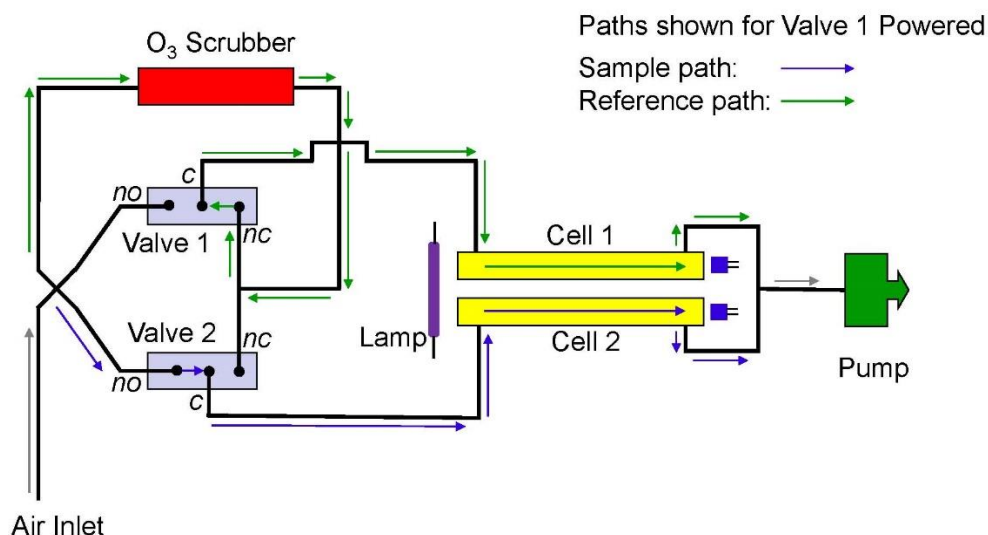 Paths shown for Valve 1 Powered
Sample path:
Reference path:
O₃ Scrubber
c
no
nc
Valve 1
Cell 1
Valve 2
nc
no
c
Lamp
Cell 2
Pump
Air Inlet